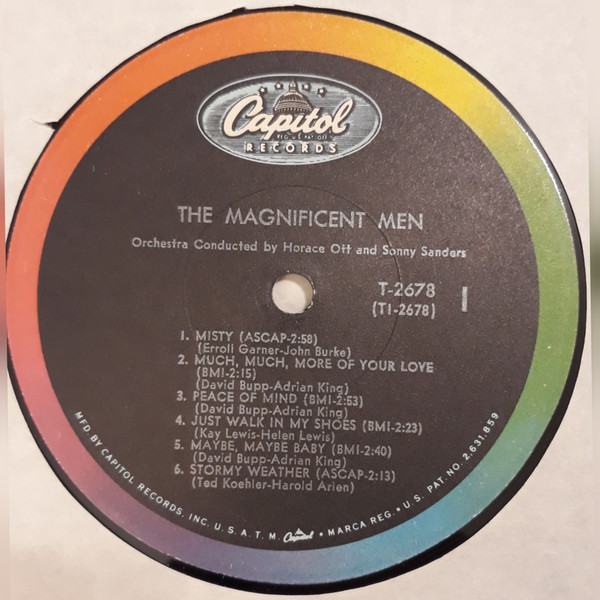 Capitol
REG. U.S. PAT. OFF.
RECORDS
THE MAGNIFICENT MEN
Orchestra Conducted by Horace Ott and Sonny Sanders
T-2678 1
(T1-2678)
1. MISTY (ASCAP-2:58)
(Erroll Garner-John Burke)
2. MUCH, MUCH, MORE OF YOUR LOVE
(BMI-2:15)
(David Bupp-Adrian King)
3. PEACE OF MIND (BMI-2:53)
(David Bupp-Adrian King)
4. JUST WALK IN MY SHOES (BMI-2:23)
(Kay Lewis-Helen Lewis)
5. MAYBE, MAYBE BABY (BMI-2:40)
(David Bupp-Adrian King)
6. STORMY WEATHER (ASCAP-2:13)
(Ted Koehler-Harold Arlen)
MFD BY CAPITOL RECORDS, INC. U.S.A. T.M. Capitol • MARCA REG. • U.S. PAT. NO. 2,631,859